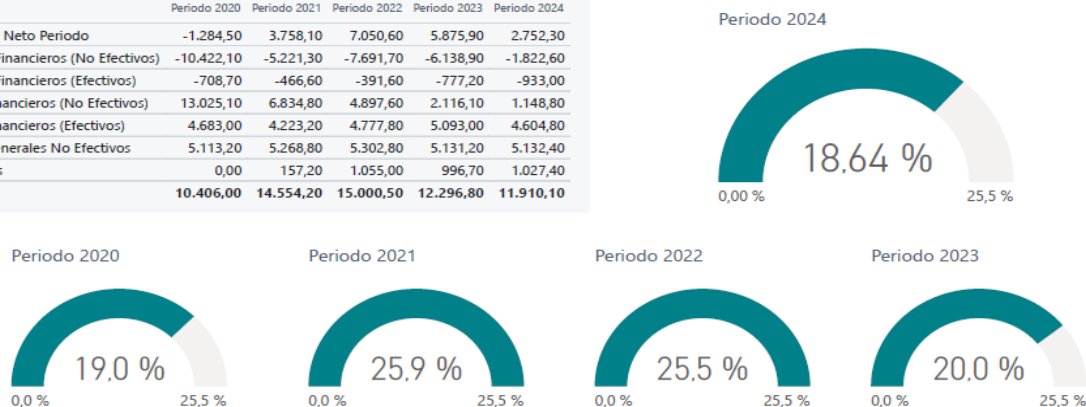 Periodo 2020 Periodo 2021 Periodo 2022 Periodo 2023 Periodo 2024
Neto Periodo -1.284,50 3.758,10 7.050,60 5.875,90 2.752,30
Financieros (No Efectivos) -10.422,10 -5.221,30 -7.691,70 -6.138,90 -1.822,60
Financieros (Efectivos) -708,70 -466,60 -391,60 -777,20 -933,00
nancieros (No Efectivos) 13.025,10 6.834,80 4.897,60 2.116,10 1.148,80
nancieros (Efectivos) 4.683,00 4.223,20 4.777,80 5.093,00 4.604,80
enerales No Efectivos 5.113,20 5.268,80 5.302,80 5.131,20 5.132,40
s 0,00 157,20 1.055,00 996,70 1.027,40
10.406,00 14.554,20 15.000,50 12.296,80 11.910,10
Periodo 2024
18,64 %
0,00 % 25,5 %
Periodo 2020 Periodo 2021 Periodo 2022 Periodo 2023
19,0 % 25,9 % 25,5 % 20,0 %
0,0 % 25,5 % 0,0 % 25,5 % 0,0 % 25,5 % 0,0 % 25,5 %